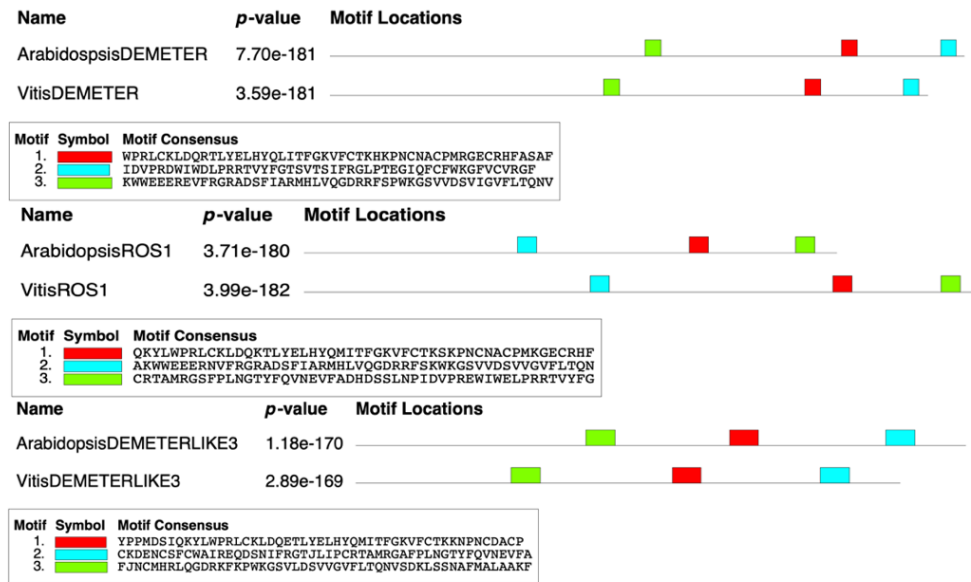 Name p-value Motif Locations
ArabidospsisDEMETER 7.70e-181
VitisDEMETER 3.59e-181
Motif Symbol Motif Consensus
1. WPRLCKLDQRTLYELHYQLITFGKVFCTKHKPNCNACPMRGECRHFASAF
2. IDVPRDWIWDLPRRTVYFGTSVTSIFRGLPTEGIQFCFWKGFVCVRGF
3. KWWEEEREVFRGRADSFIARMHLVQGDRRFSPWKGSVVDSVIGVFLTQNV
Name p-value Motif Locations
ArabidopsisROS1 3.71e-180
VitisROS1 3.99e-182
Motif Symbol Motif Consensus
1. QKYLWPRLCKLDQKTLYELHYQMITFGKVFCTKSKPNCNACPMKGECRHF
2. AKWWEEERNVFRGRADSFIARMHLVQGDRRFSKWKGSVVDSVVGVFLTQN
3. CRTAMRGSFPLNGTYFQVNEVFADHDSSLNPIDVPREWIWELPRRTVYFG
Name p-value Motif Locations
ArabidopsisDEMETERLIKE3 1.18e-170
VitisDEMETERLIKE3 2.89e-169
Motif Symbol Motif Consensus
1. YPPMDSIQKYLWPRLCKLDQETLYELHYQMITFGKVFCTKKNPNCDACP
2. CKDENCSFCWAIREQDSNIFRGTJLIPCRTAMRGAFPLNGTYFQVNEVFA
3. FJNCMHRLQGDRKFKPWKGSVLDSVVGVFLTQNVSDKLSSNAFMALAAKF